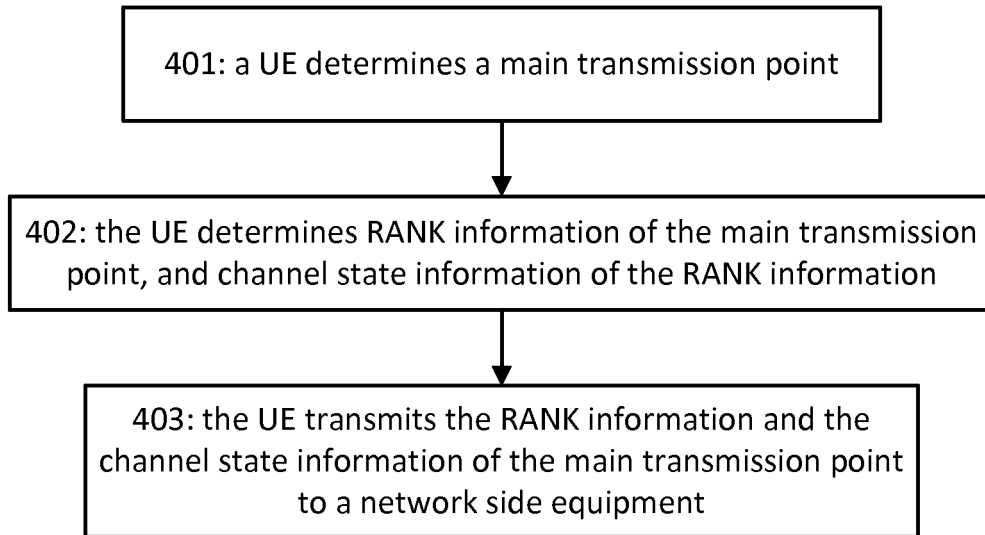 401: a UE determines a main transmission point
402: the UE determines RANK information of the main transmission
point, and channel state information of the RANK information
403: the UE transmits the RANK information and the
channel state information of the main transmission point
to a network side equipment